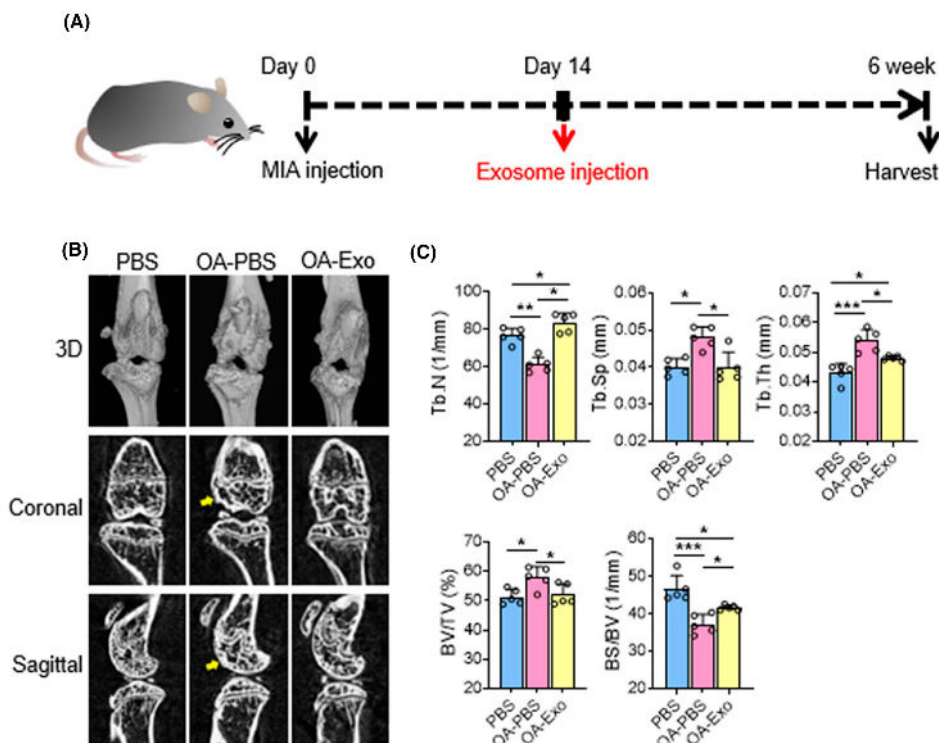 (A)
Day 0 Day 14 6 week
MIA injection Exosome injection Harvest
(B)
PBS OA-PBS OA-Exo
3D
Coronal
Sagittal
(C)
Tb.N (1/mm)
100
80
60
40
20
* ** *
PBS OA-PBS OA-Exo
Tb.Sp (mm)
0.06
0.05
0.04
0.03
0.02
* *
PBS OA-PBS OA-Exo
Tb.Th (mm)
0.07
0.06
0.05
0.04
0.03
0.02
* *** *
PBS OA-PBS OA-Exo
BV/TV (%)
70
60
50
40
30
20
* *
PBS OA-PBS OA-Exo
BS/BV (1/mm)
60
50
40
30
20
* *** *
PBS OA-PBS OA-Exo